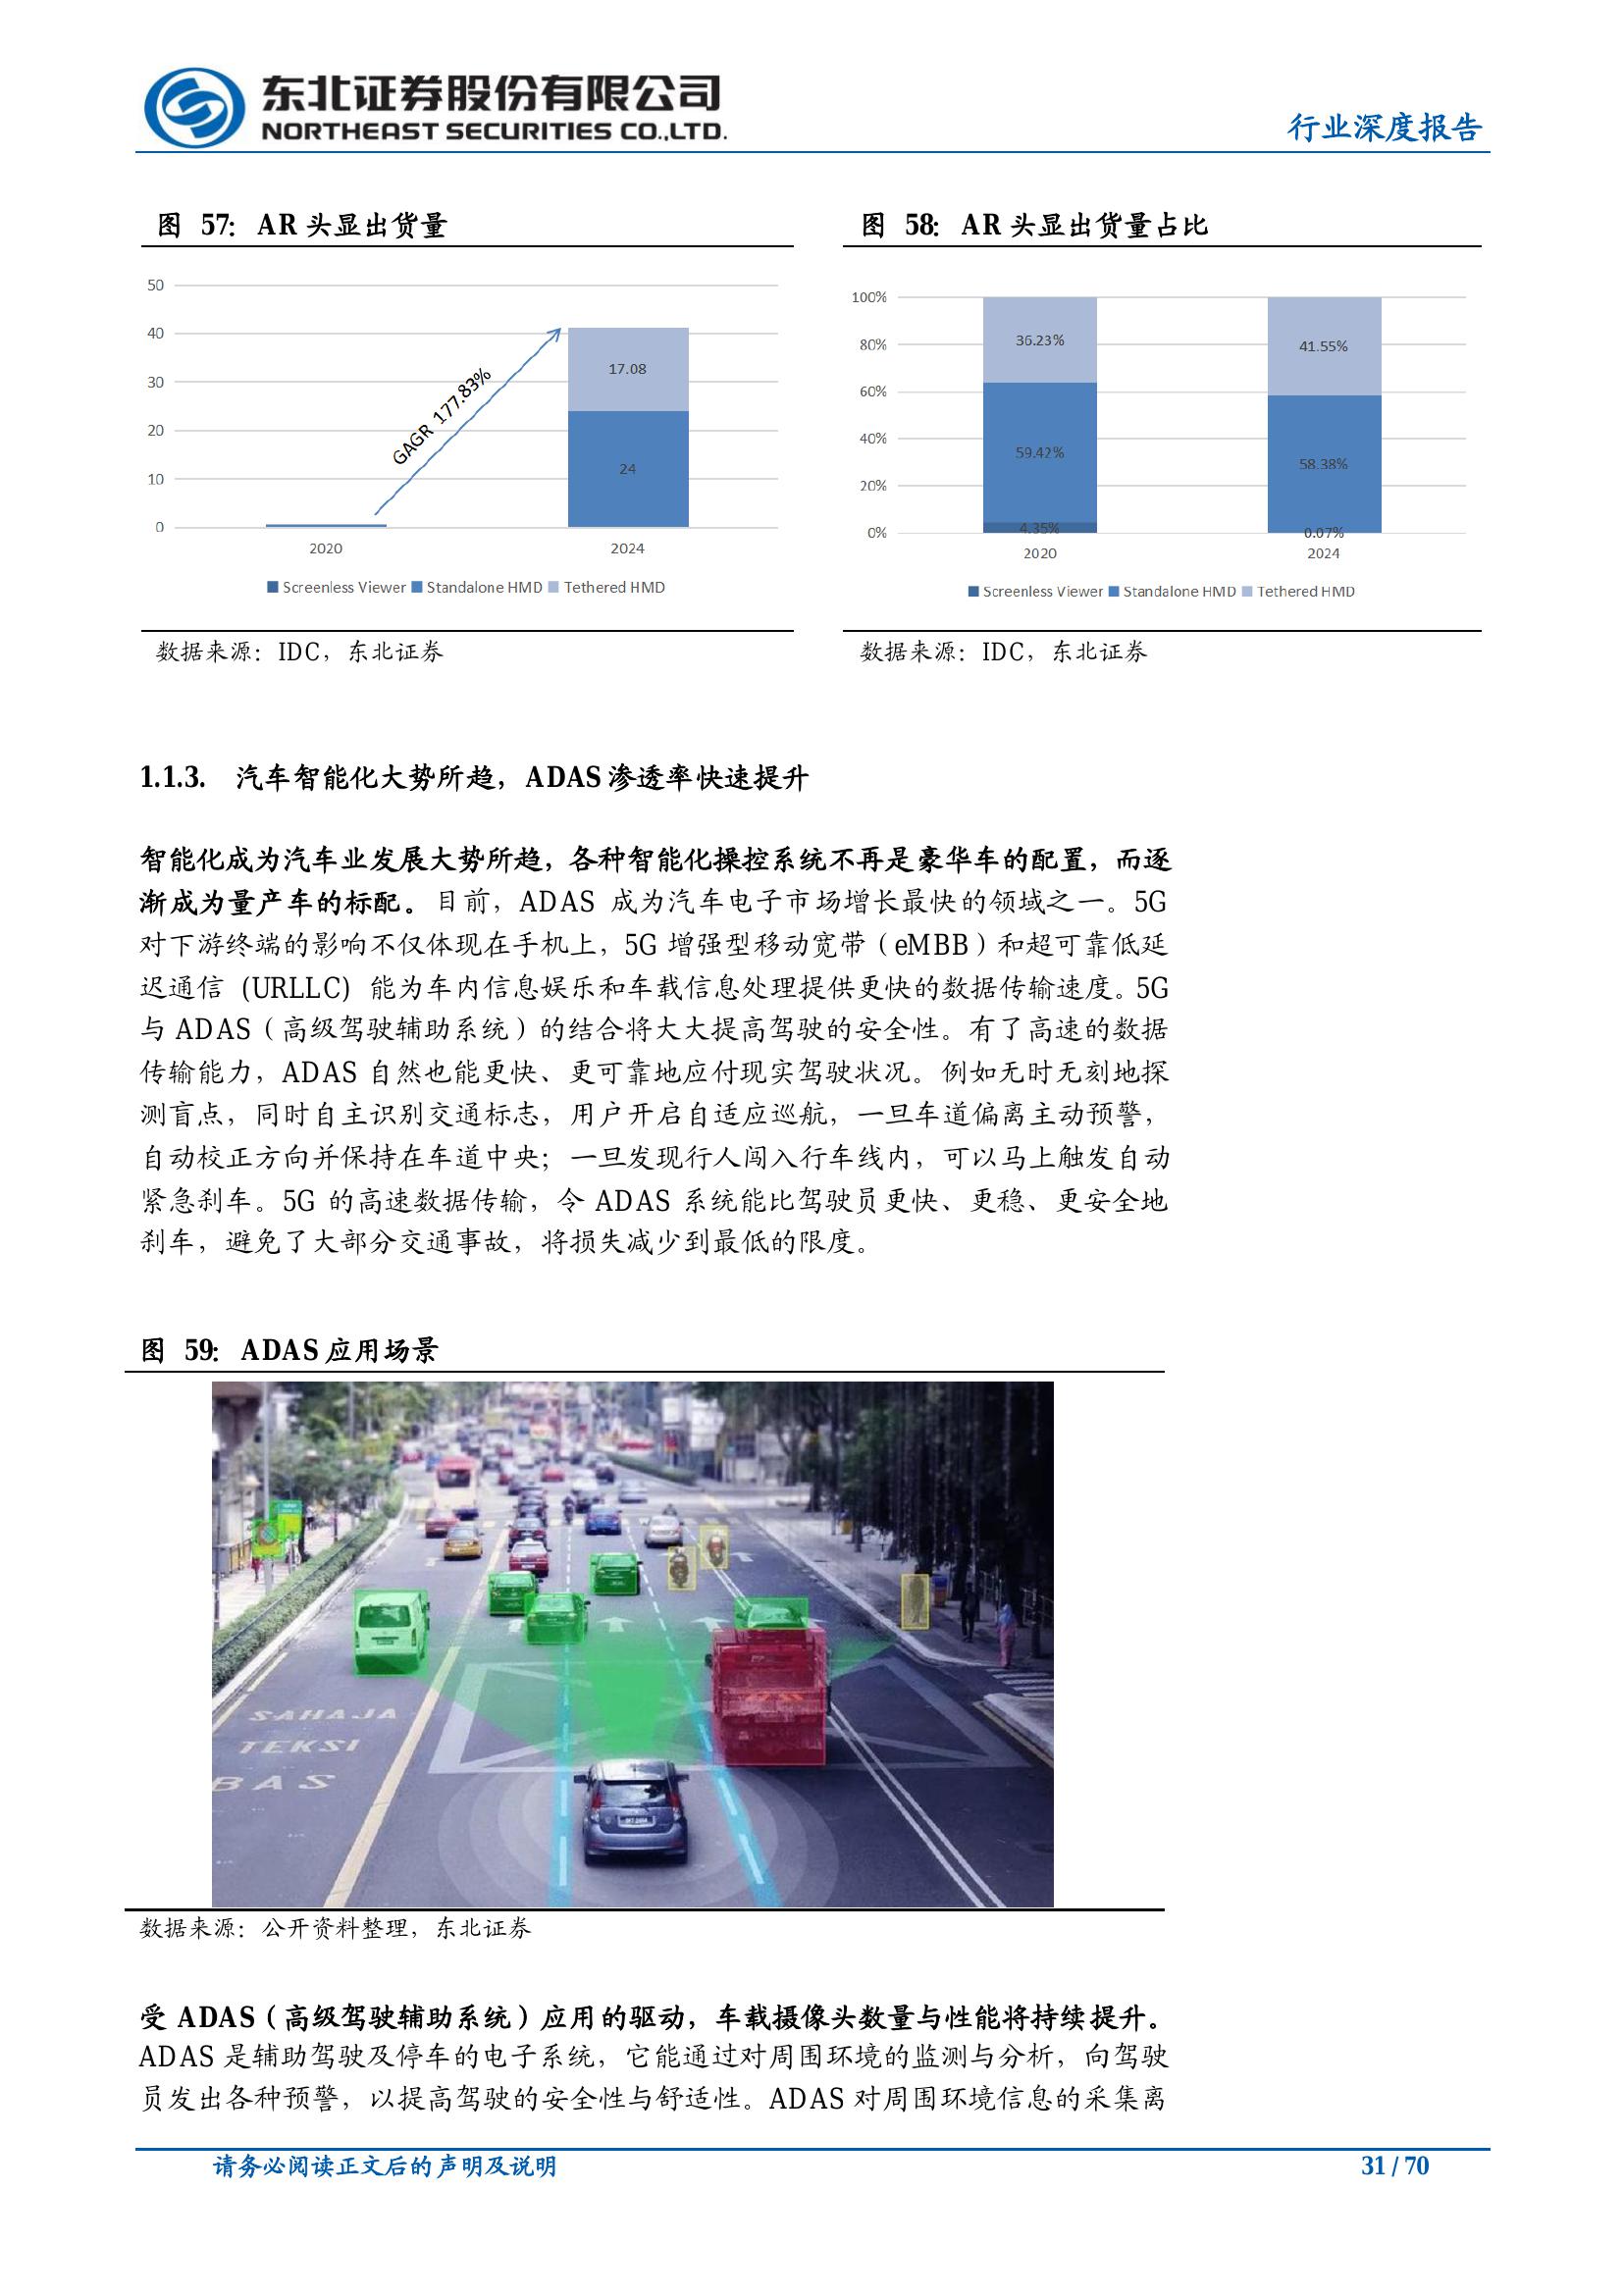 东北证券股份有限公司
NORTHEAST SECURITIES CO.,LTD.
行业深度报告
图 57: AR 头显出货量
50
40
30
20
10
0
GAGR 177.83%
17.08
24
2020
2024
Screenless Viewer Standalone HMD Tethered HMD
数据来源：IDC，东北证券
图 58: AR 头显出货量占比
100%
80%
60%
40%
20%
0%
36.23%
59.42%
4.35%
41.55%
58.38%
0.07%
2020
2024
Screenless Viewer Standalone HMD Tethered HMD
数据来源：IDC，东北证券
1.1.3. 汽车智能化大势所趋，ADAS 渗透率快速提升
智能化成为汽车业发展大势所趋，各种智能化操控系统不再是豪华车的配置，而逐
渐成为量产车的标配。目前，ADAS 成为汽车电子市场增长最快的领域之一。5G
对下游终端的影响不仅体现在手机上，5G 增强型移动宽带（eMBB）和超可靠低延
迟通信 (URLLC) 能为车内信息娱乐和车载信息处理提供更快的数据传输速度。5G
与 ADAS（高级驾驶辅助系统）的结合将大大提高驾驶的安全性。有了高速的数据
传输能力，ADAS 自然也能更快、更可靠地应付现实驾驶状况。例如无时无刻地探
测盲点，同时自主识别交通标志，用户开启自适应巡航，一旦车道偏离主动预警，
自动校正方向并保持在车道中央；一旦发现行人闯入行车线内，可以马上触发自动
紧急刹车。5G 的高速数据传输，令 ADAS 系统能比驾驶员更快、更稳、更安全地
刹车，避免了大部分交通事故，将损失减少到最低的限度。
图 59: ADAS 应用场景
SAHAJA
TEKSI
BAS
数据来源：公开资料整理，东北证券
受 ADAS（高级驾驶辅助系统）应用的驱动，车载摄像头数量与性能将持续提升。
ADAS 是辅助驾驶及停车的电子系统，它能通过对周围环境的监测与分析，向驾驶
员发出各种预警，以提高驾驶的安全性与舒适性。ADAS 对周围环境信息的采集离
请务必阅读正文后的声明及说明
31 / 70